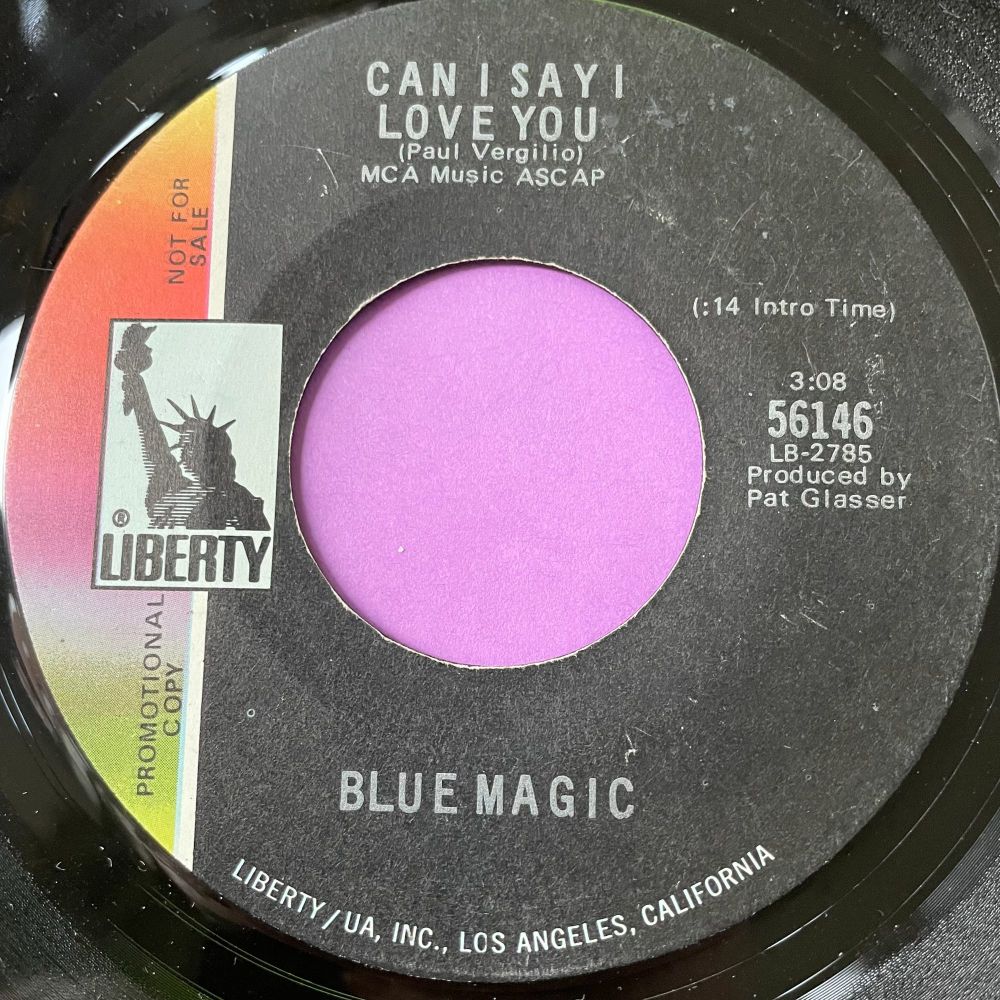 CAN I SAY I
LOVE YOU
(Paul Vergilio)
MCA Music ASCAP
NOT FOR
SALE
(:14 Intro Time)
3:08
56146
LB-2785
Produced by
Pat Glasser
®
LIBERTY
PROMOTIONAL
COPY
BLUE MAGIC
LIBERTY/UA, INC., LOS ANGELES, CALIFORNIA